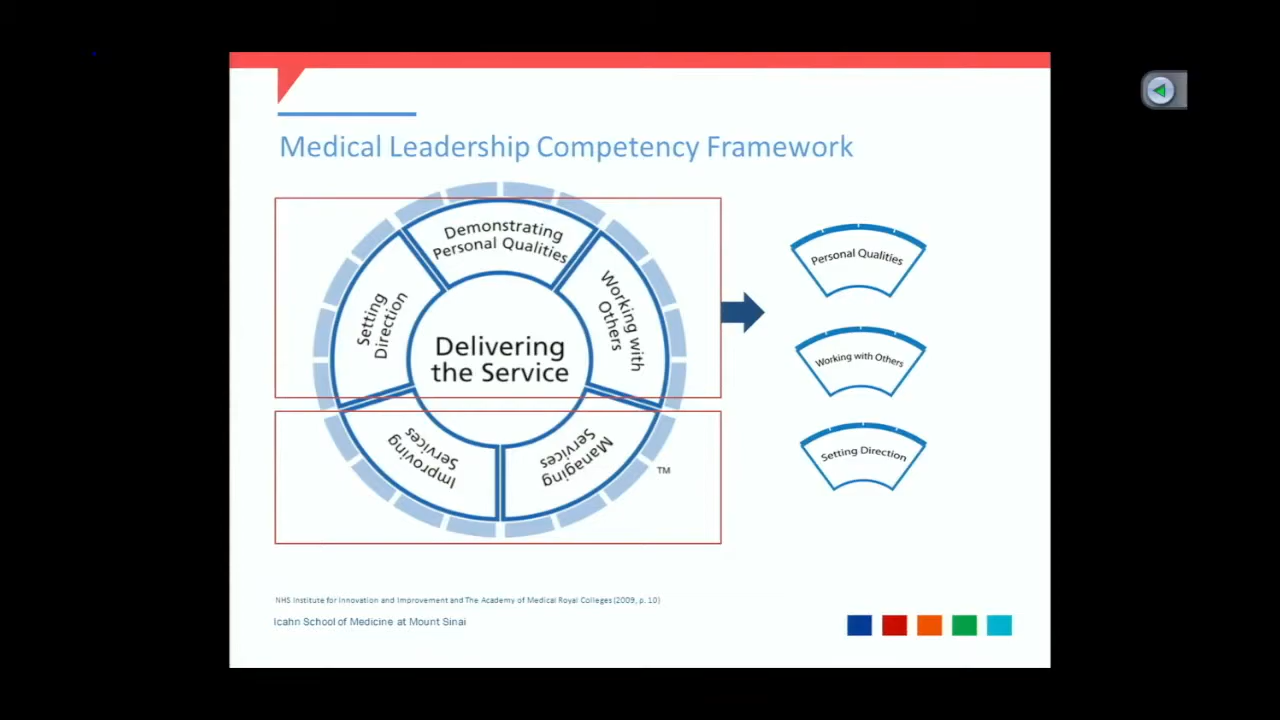 Medical Leadership Competency Framework
Demonstrating
Personal Qualities
Working with
Others
Setting
Direction
Delivering
the Service
Improving
Services
Managing
Services
TM
Personal Qualities
Working with Others
Setting Direction
NHS Institute for Innovation and Improvement and The Academy of Medical Royal Colleges (2009, p. 10)
Icahn School of Medicine at Mount Sinai